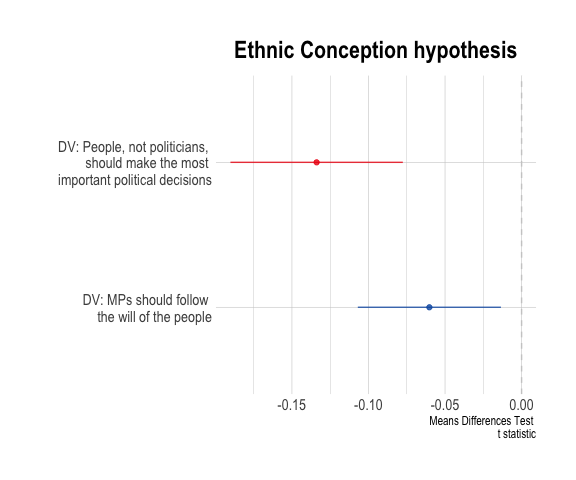 Ethnic Conception hypothesis
DV: People, not politicians,
should make the most
important political decisions
DV: MPs should follow
the will of the people
-0.15 -0.10 -0.05 0.00
Means Differences Test
t statistic